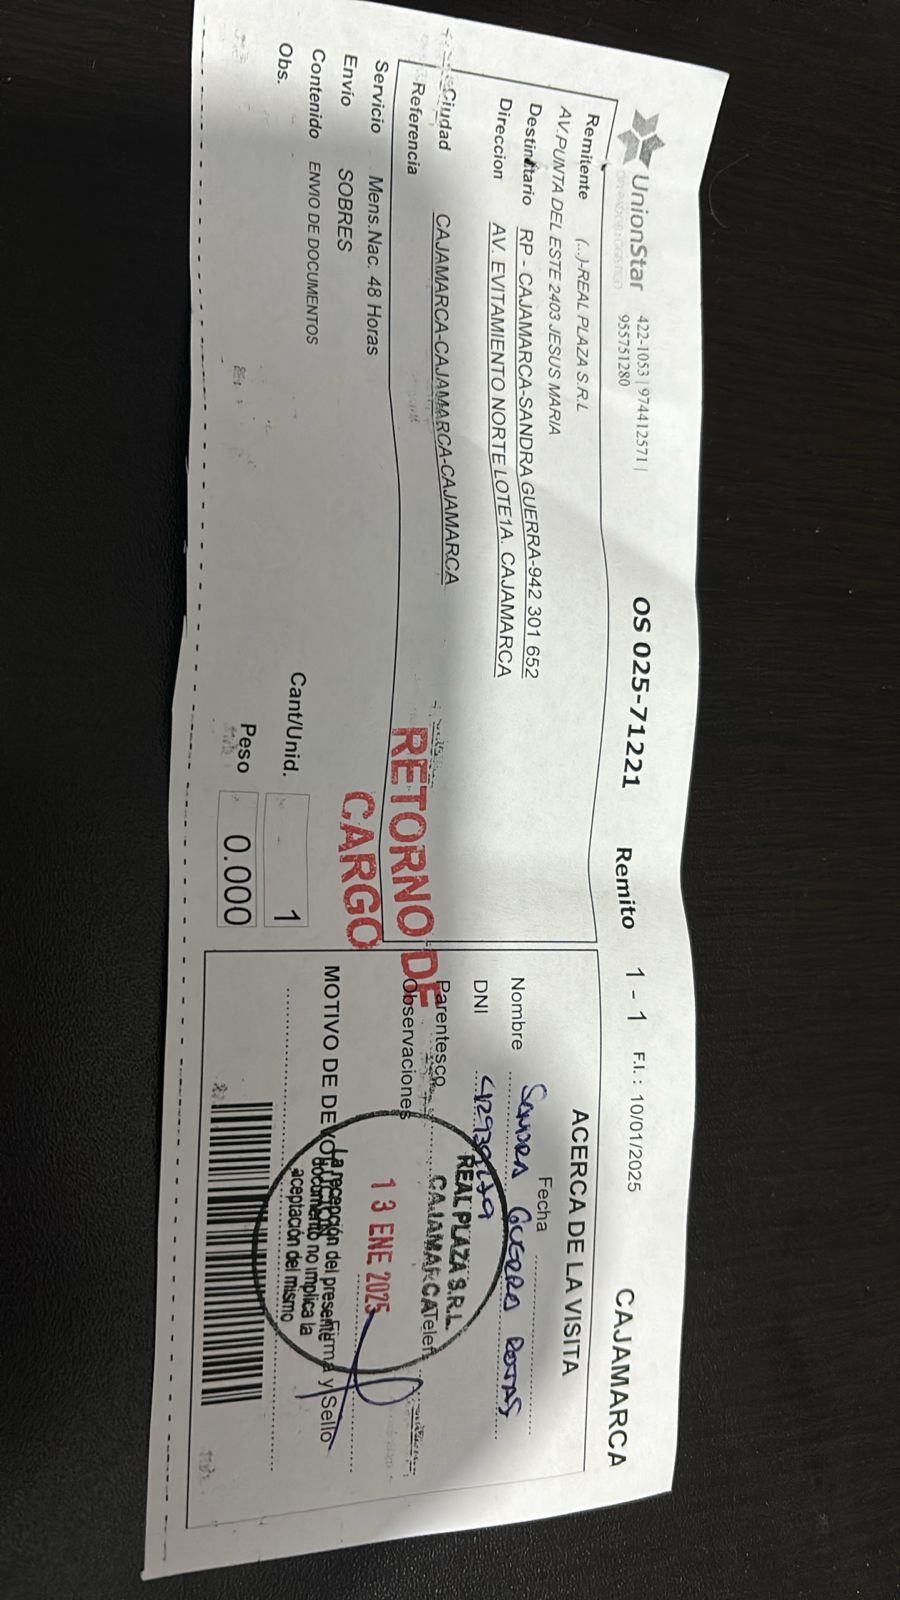 UnionStar
422-1053 | 974412571 |
955751280
OS 025-71221 Remito 1 - 1 F.I.: 10/01/2025 CAJAMARCA
Remitente (...)-REAL PLAZA S.R.L
AV.PUNTA DEL ESTE 2403 JESUS MARIA
Destinatario RP - CAJAMARCA-SANDRA GUERRA-942 301 652
Direccion AV. EVITAMIENTO NORTE LOTE1A. CAJAMARCA
Ciudad CAJAMARCA-CAJAMARCA-CAJAMARCA
Referencia
Servicio Mens.Nac. 48 Horas
Envío SOBRES
Contenido ENVIO DE DOCUMENTOS
Obs.
Cant/Unid. 1
Peso 0.000
RETORNO DE
CARGO
ACERCA DE LA VISITA
Fecha
Nombre Sandra Guerra
DNI
Parentesco
Observaciones
REAL PLAZA S.R.L.
CAJAMARCA
13 ENE 2025
MOTIVO DE
La recepción del presente
documento no implica la
aceptación del mismo
Firma y Sello